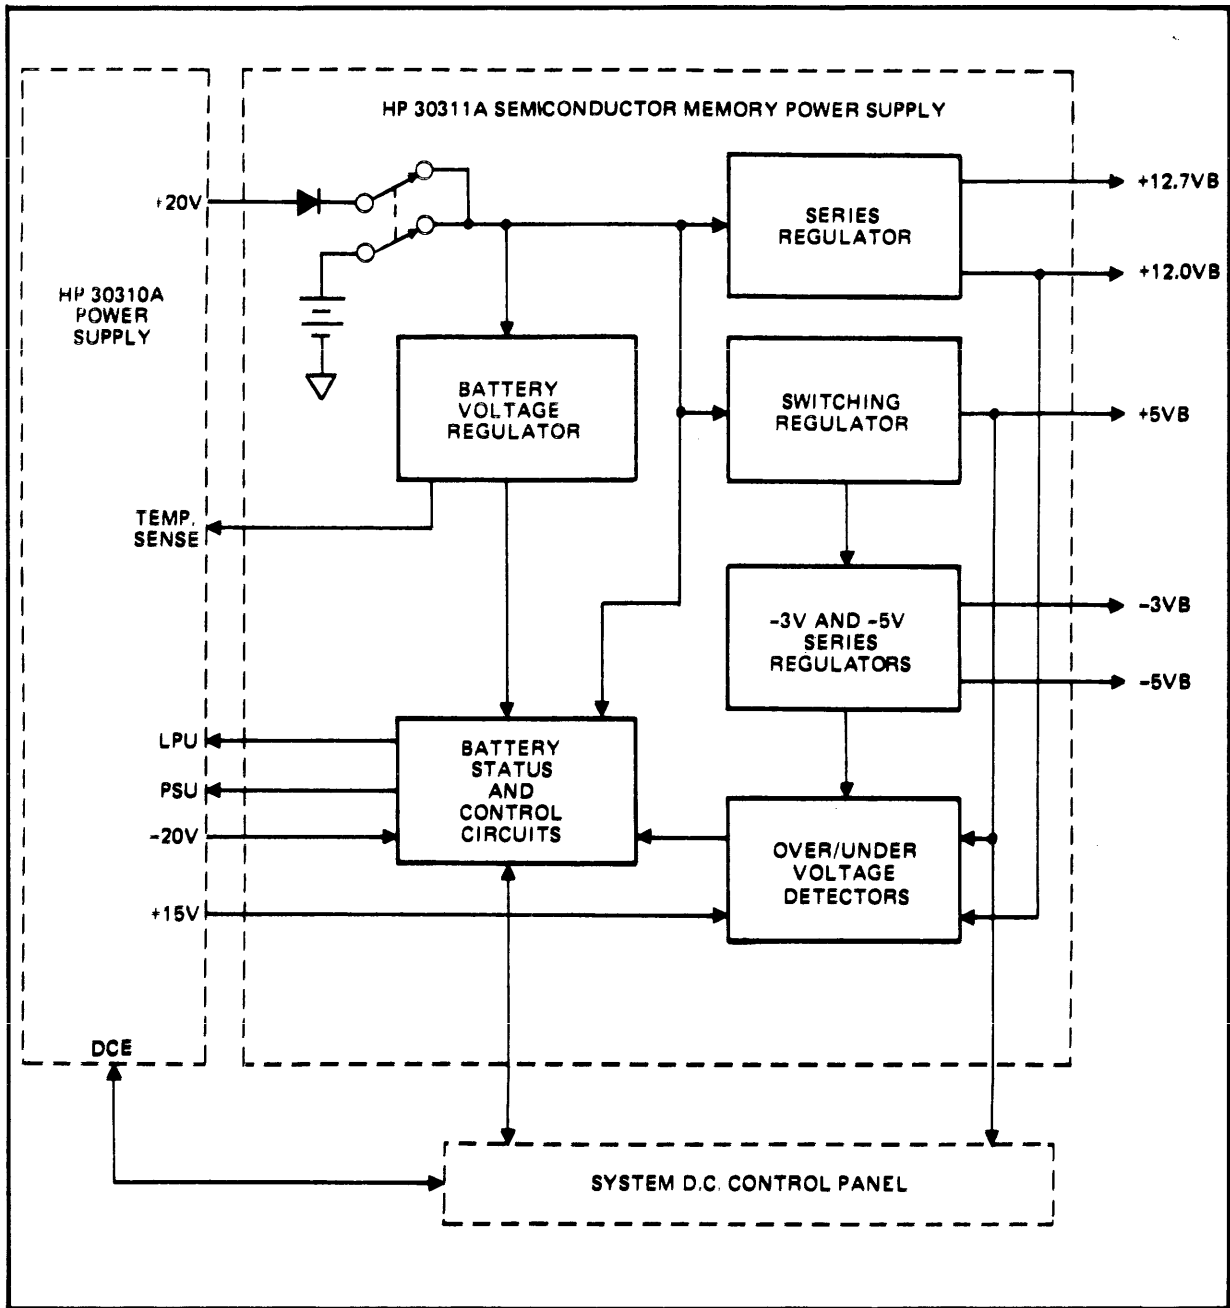 HP 30311A SEMICONDUCTOR MEMORY POWER SUPPLY
+20V
HP 30310A
POWER
SUPPLY
SERIES
REGULATOR
+12.7VB
+12.0VB
BATTERY
VOLTAGE
REGULATOR
SWITCHING
REGULATOR
+5VB
TEMP.
SENSE
-3V AND -5V
SERIES
REGULATORS
-3VB
-5VB
LPU
PSU
-20V
+15V
BATTERY
STATUS
AND
CONTROL
CIRCUITS
OVER/UNDER
VOLTAGE
DETECTORS
DCE
SYSTEM D.C. CONTROL PANEL